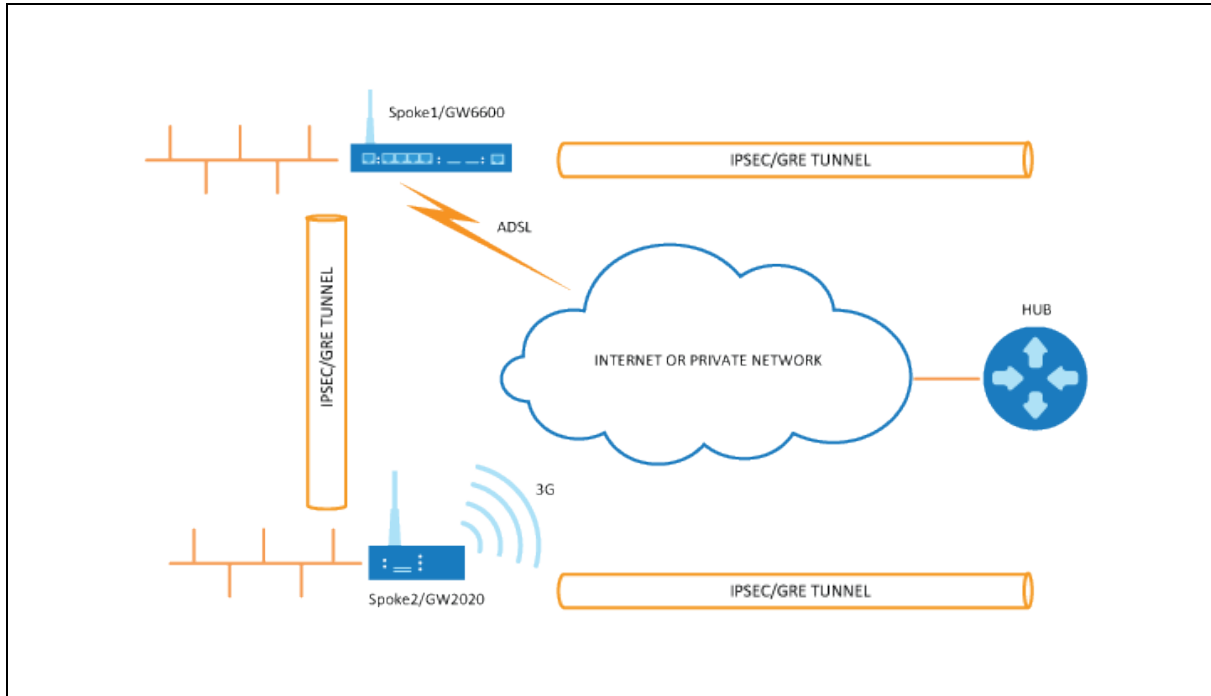 Spoke1/GW6600
IPSEC/GRE TUNNEL
ADSL
IPSEC/GRE TUNNEL
HUB
INTERNET OR PRIVATE NETWORK
3G
IPSEC/GRE TUNNEL
Spoke2/GW2020